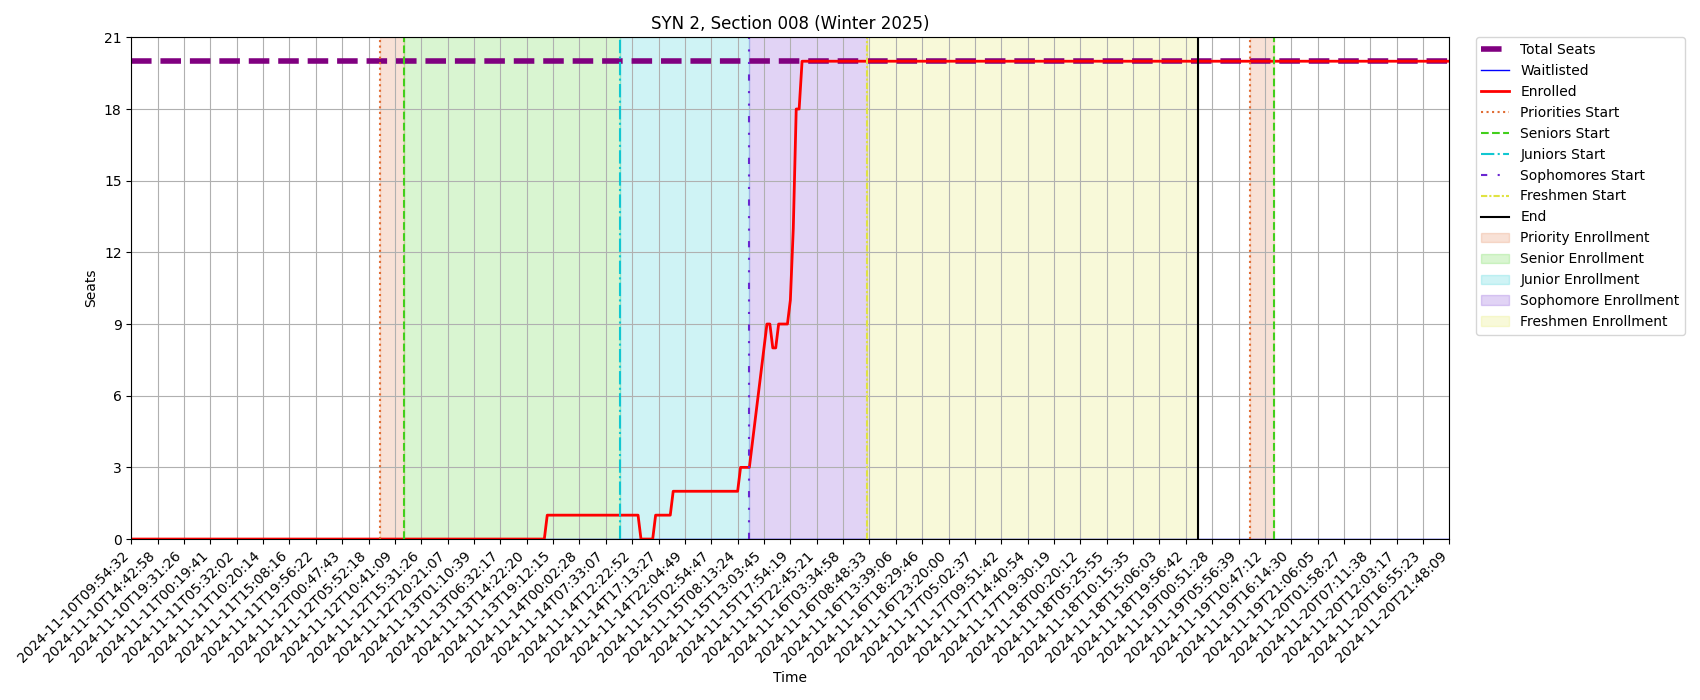 SYN 2, Section 008 (Winter 2025)
21
18
15
12
9
6
3
0
Seats
2024-11-10T09:54:32
2024-11-10T14:42:58
2024-11-10T19:31:26
2024-11-11T00:19:41
2024-11-11T05:32:02
2024-11-11T10:20:14
2024-11-11T15:08:16
2024-11-11T19:56:22
2024-11-12T00:47:43
2024-11-12T05:52:18
2024-11-12T10:41:09
2024-11-12T15:31:26
2024-11-12T20:21:07
2024-11-13T01:10:39
2024-11-13T06:32:17
2024-11-13T14:22:20
2024-11-13T19:12:15
2024-11-14T00:02:28
2024-11-14T07:33:07
2024-11-14T12:22:52
2024-11-14T17:13:27
2024-11-14T22:04:49
2024-11-15T02:54:47
2024-11-15T08:13:24
2024-11-15T13:03:45
2024-11-15T17:54:19
2024-11-15T22:45:21
2024-11-16T03:34:58
2024-11-16T08:48:33
2024-11-16T13:39:06
2024-11-16T18:29:46
2024-11-16T23:20:00
2024-11-17T05:02:37
2024-11-17T09:51:42
2024-11-17T14:40:54
2024-11-17T19:30:19
2024-11-18T00:20:12
2024-11-18T05:25:55
2024-11-18T10:15:35
2024-11-18T15:06:03
2024-11-18T19:56:42
2024-11-19T00:51:28
2024-11-19T05:56:39
2024-11-19T10:47:12
2024-11-19T16:14:30
2024-11-19T21:06:05
2024-11-20T01:58:27
2024-11-20T07:11:38
2024-11-20T12:03:17
2024-11-20T16:55:23
2024-11-20T21:48:09
Time
Total Seats
Waitlisted
Enrolled
Priorities Start
Seniors Start
Juniors Start
Sophomores Start
Freshmen Start
End
Priority Enrollment
Senior Enrollment
Junior Enrollment
Sophomore Enrollment
Freshmen Enrollment